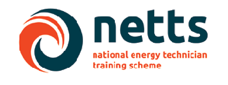 netts
national energy technician
training scheme